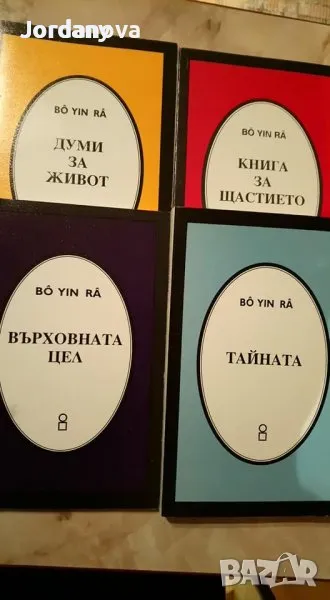 Jordanyova
BÔ YIN RÂ
ДУМИ
ЗА
ЖИВОТ
BÔ YIN RÂ
КНИГА
ЗА
ЩАСТИЕТО
BÔ YIN RÂ
ВЪРХОВНАТА
ЦЕЛ
BÔ YIN RÂ
ТАЙНАТА
BAZAR